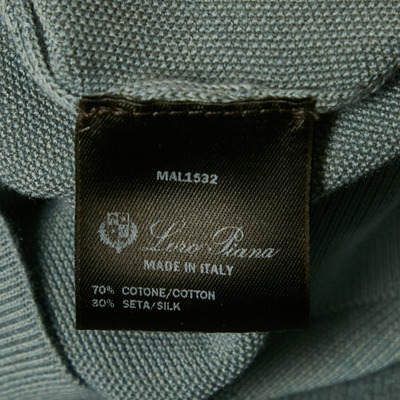 MAL1532
Loro Piana
MADE IN ITALY
70% COTONE/COTTON
30% SETA/SILK